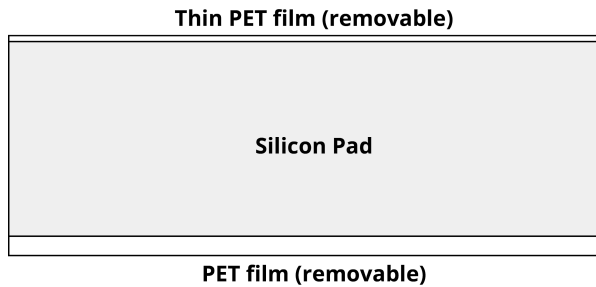 Thin PET film (removable)
Silicon Pad
PET film (removable)